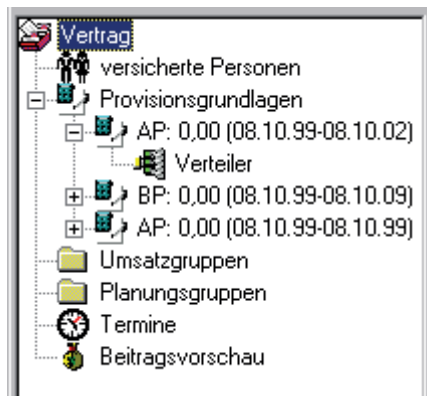 Vertrag
versicherte Personen
Provisionsgrundlagen
AP: 0,00 (08.10.99-08.10.02)
Verteiler
BP: 0,00 (08.10.99-08.10.09)
AP: 0,00 (08.10.99-08.10.99)
Umsatzgruppen
Planungsgruppen
Termine
Beitragsvorschau